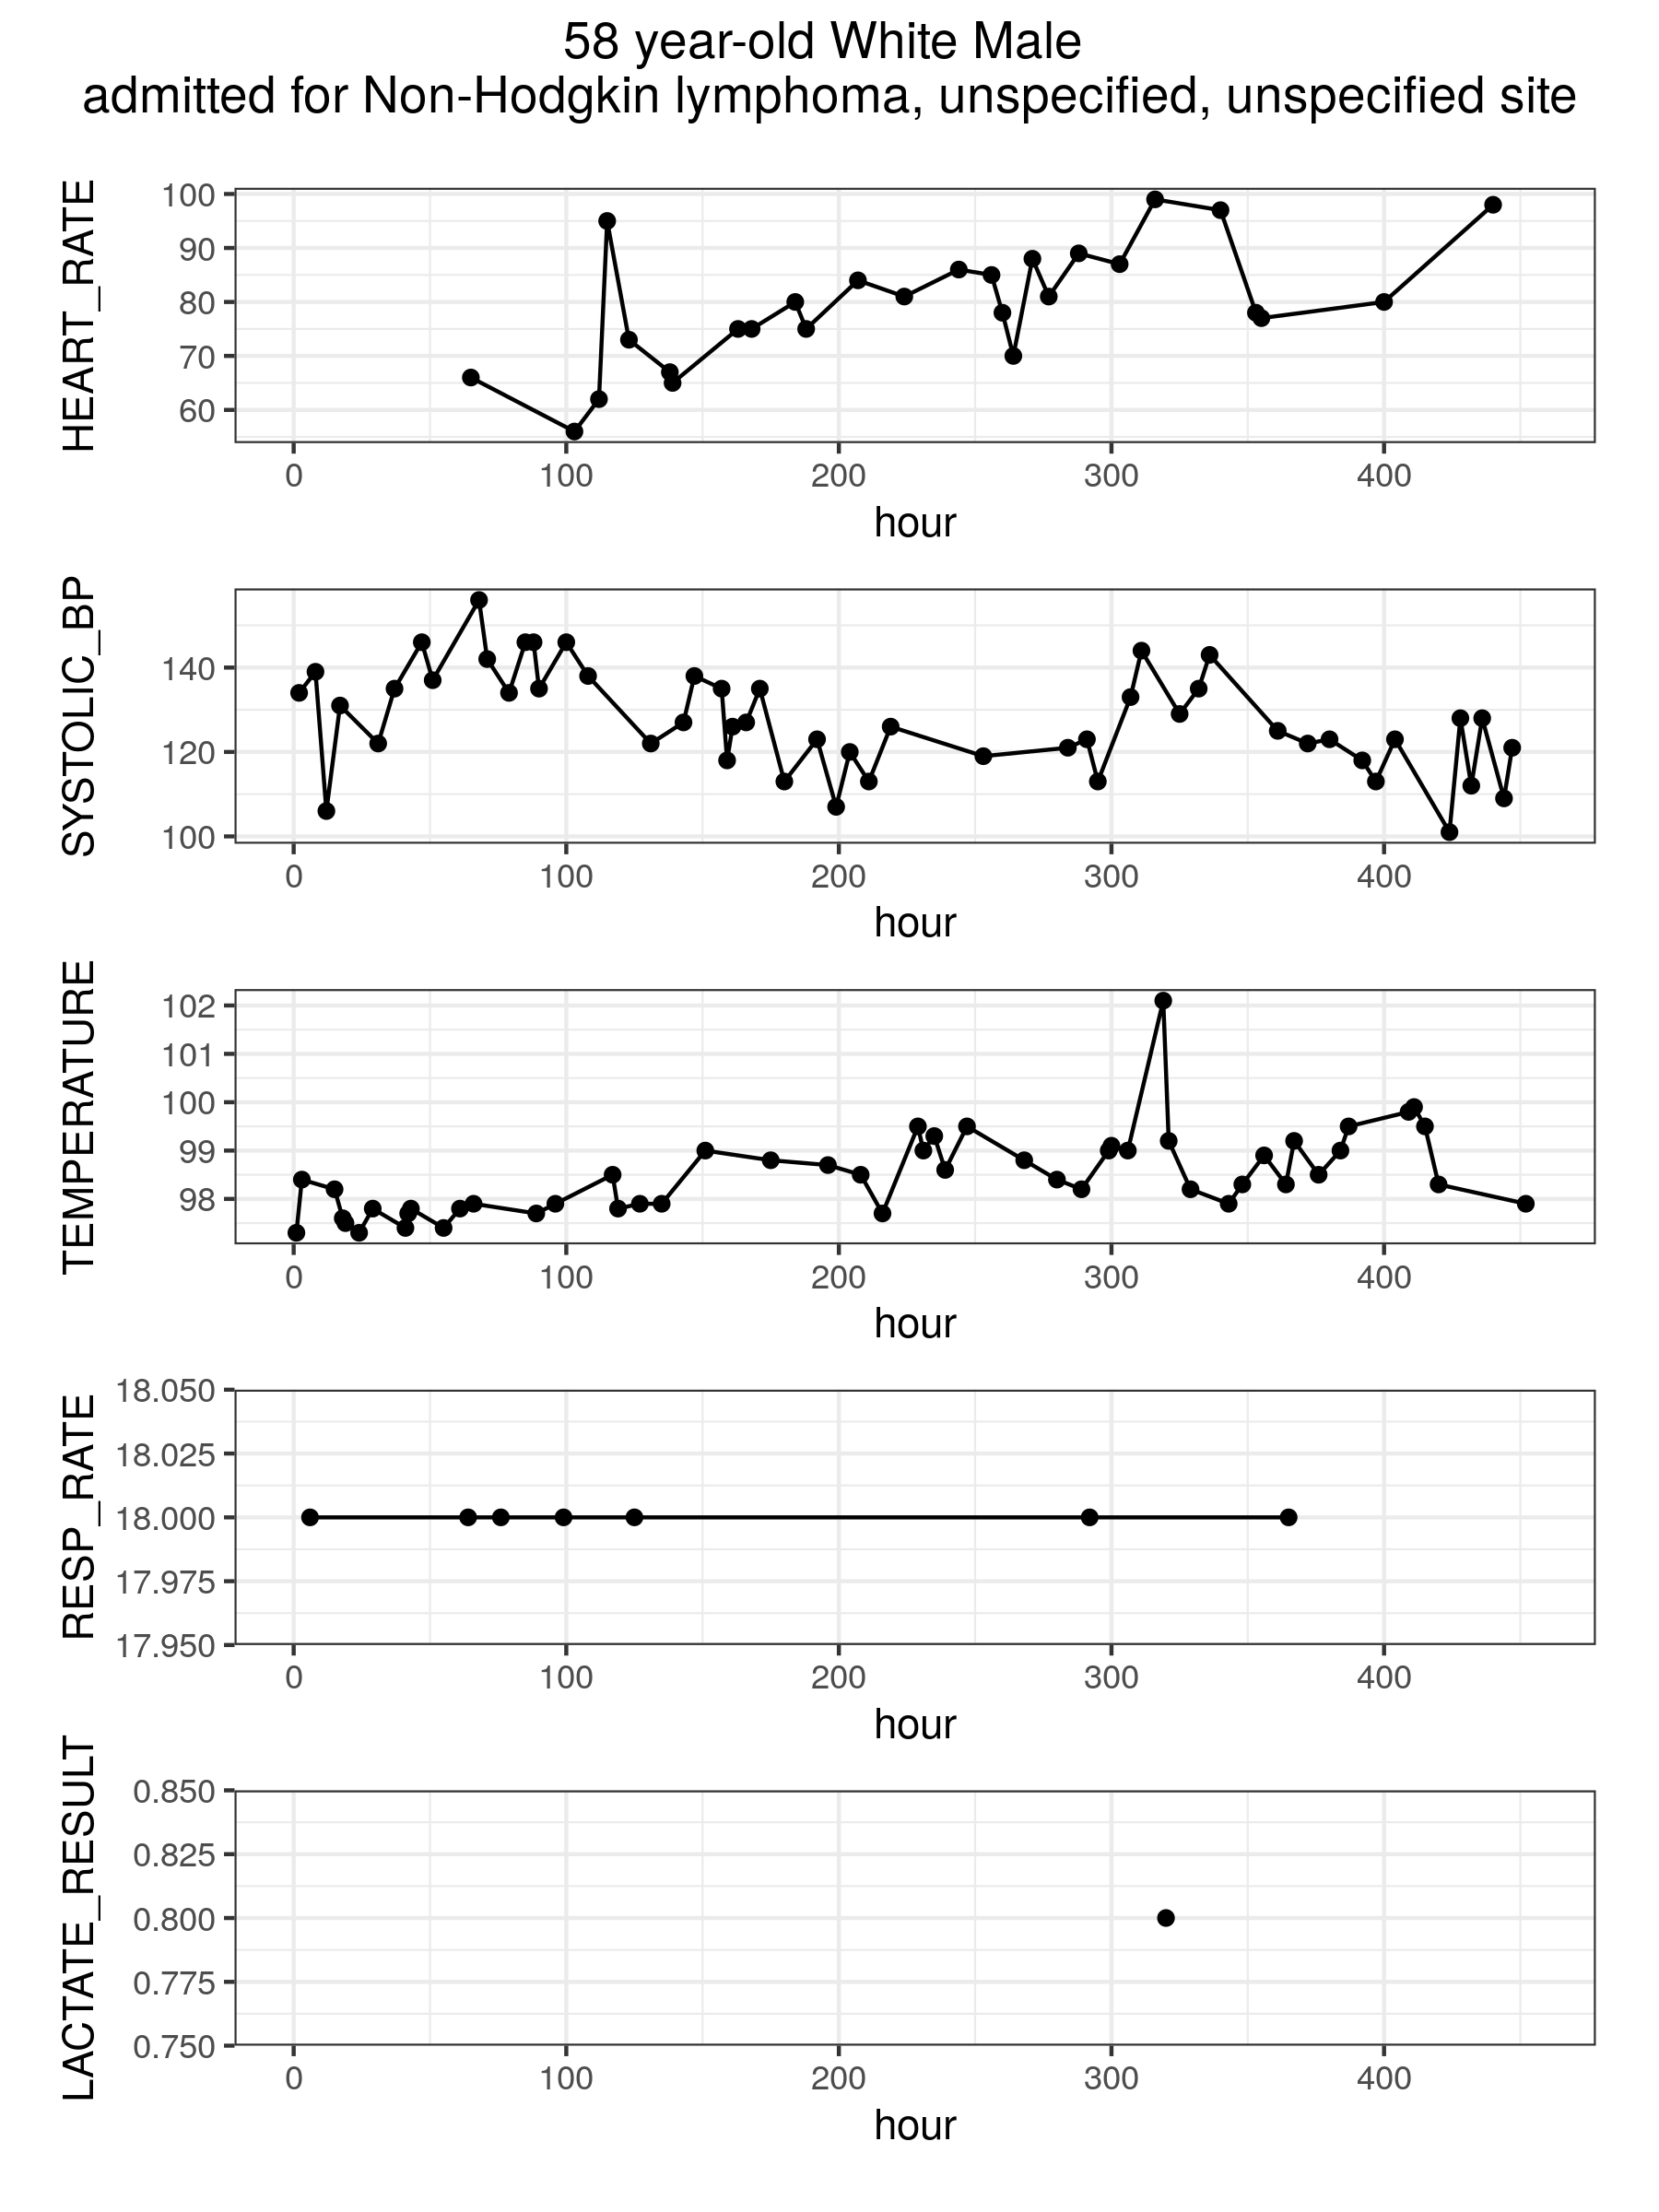 58 year-old White Male
admitted for Non-Hodgkin lymphoma, unspecified, unspecified site
HEART_RATE
100
90
80
70
60
0 100 200 300 400
hour
SYSTOLIC_BP
140
120
100
0 100 200 300 400
hour
TEMPERATURE
102
101
100
99
98
0 100 200 300 400
hour
RESP_RATE
18.050
18.025
18.000
17.975
17.950
0 100 200 300 400
hour
LACTATE_RESULT
0.850
0.825
0.800
0.775
0.750
0 100 200 300 400
hour